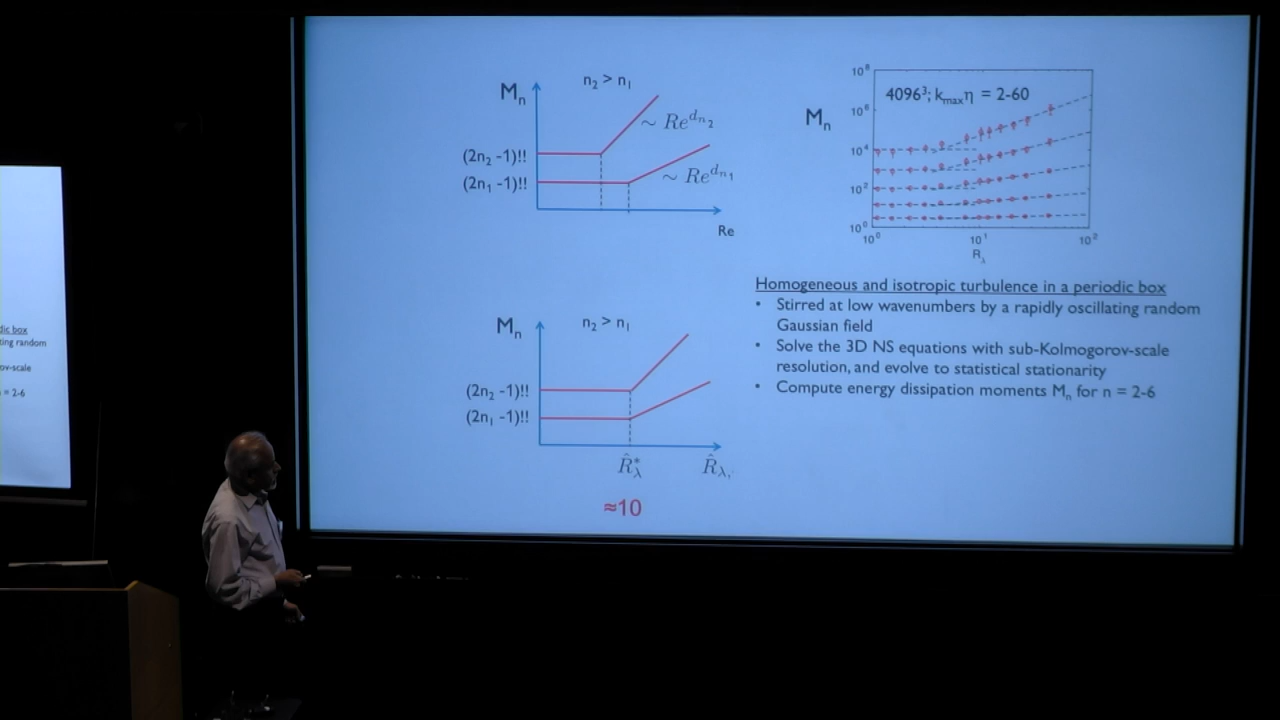 dic box
ting random
ov-scale
= 2-6
Mₙ
n₂ > n₁
∼ Re^{d_{n₂}}
(2n₂ -1)!!
(2n₁ -1)!!
∼ Re^{d_{n₁}}
Re
Mₙ
n₂ > n₁
(2n₂ -1)!!
(2n₁ -1)!!
R̂*_λ
R̂_λ,
≈10
Mₙ
4096³; k_max η = 2-60
10⁸
10⁶
10⁴
10²
10⁰
10⁰ 10¹ 10²
R_λ
Homogeneous and isotropic turbulence in a periodic box
• Stirred at low wavenumbers by a rapidly oscillating random
Gaussian field
• Solve the 3D NS equations with sub-Kolmogorov-scale
resolution, and evolve to statistical stationarity
• Compute energy dissipation moments Mₙ for n = 2-6